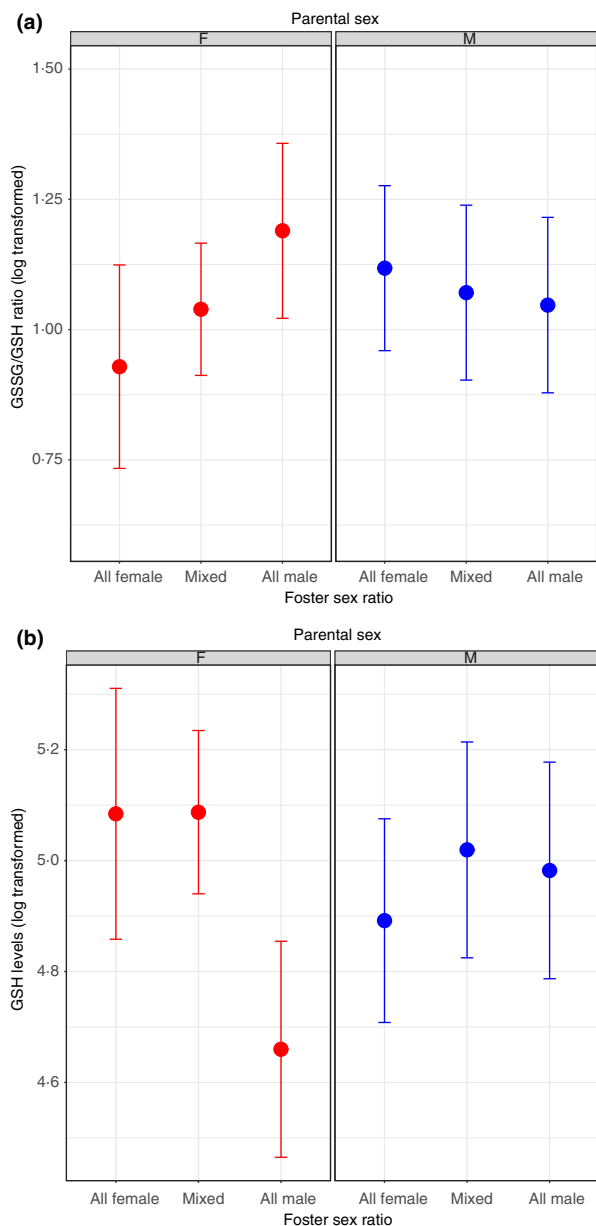 (a)
Parental sex
F M
1·50
1·25
1·00
0·75
GSSG/GSH ratio (log transformed)
All female Mixed All male All female Mixed All male
Foster sex ratio
(b)
Parental sex
F M
5·2
5·0
4·8
4·6
GSH levels (log transformed)
All female Mixed All male All female Mixed All male
Foster sex ratio